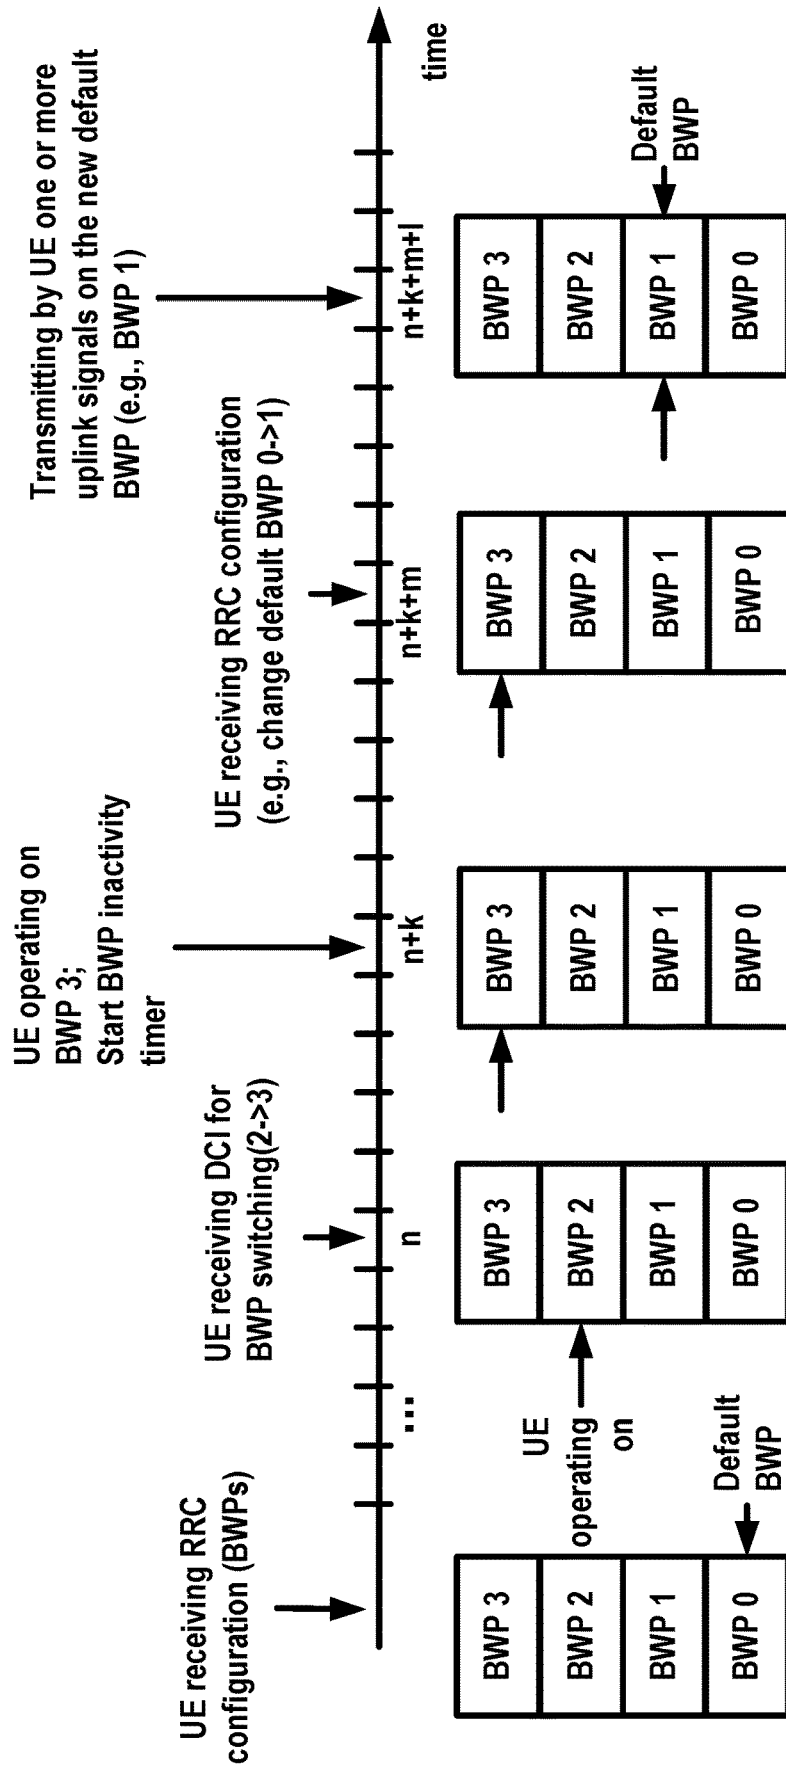 UE receiving RRC
configuration (BWPs)
UE receiving DCI for
BWP switching(2->3)
UE operating on
BWP 3;
Start BWP inactivity
timer
UE receiving RRC configuration
(e.g., change default BWP 0->1)
Transmitting by UE one or more
uplink signals on the new default
BWP (e.g., BWP 1)
...
n
n+k
n+k+m
n+k+m+l
time
BWP 3
BWP 2
BWP 1
BWP 0
Default
BWP
UE
operating
on
BWP 3
BWP 2
BWP 1
BWP 0
BWP 3
BWP 2
BWP 1
BWP 0
BWP 3
BWP 2
BWP 1
BWP 0
BWP 3
BWP 2
BWP 1
BWP 0
Default
BWP